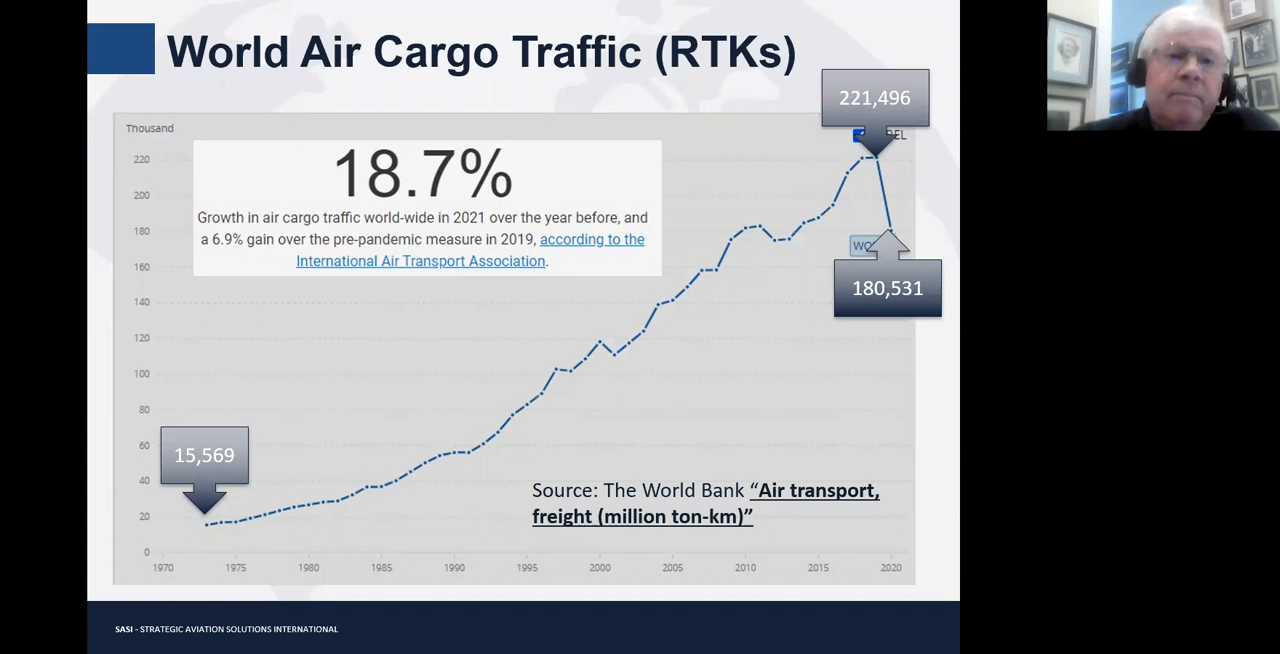 World Air Cargo Traffic (RTKs)
221,496
Thousand
18.7%
Growth in air cargo traffic world-wide in 2021 over the year before, and
a 6.9% gain over the pre-pandemic measure in 2019, according to the
International Air Transport Association.
220
200
180
160
140
120
100
80
60
40
20
0
180,531
15,569
Source: The World Bank “Air transport,
freight (million ton-km)”
1970 1975 1980 1985 1990 1995 2000 2005 2010 2015 2020
SASI - STRATEGIC AVIATION SOLUTIONS INTERNATIONAL